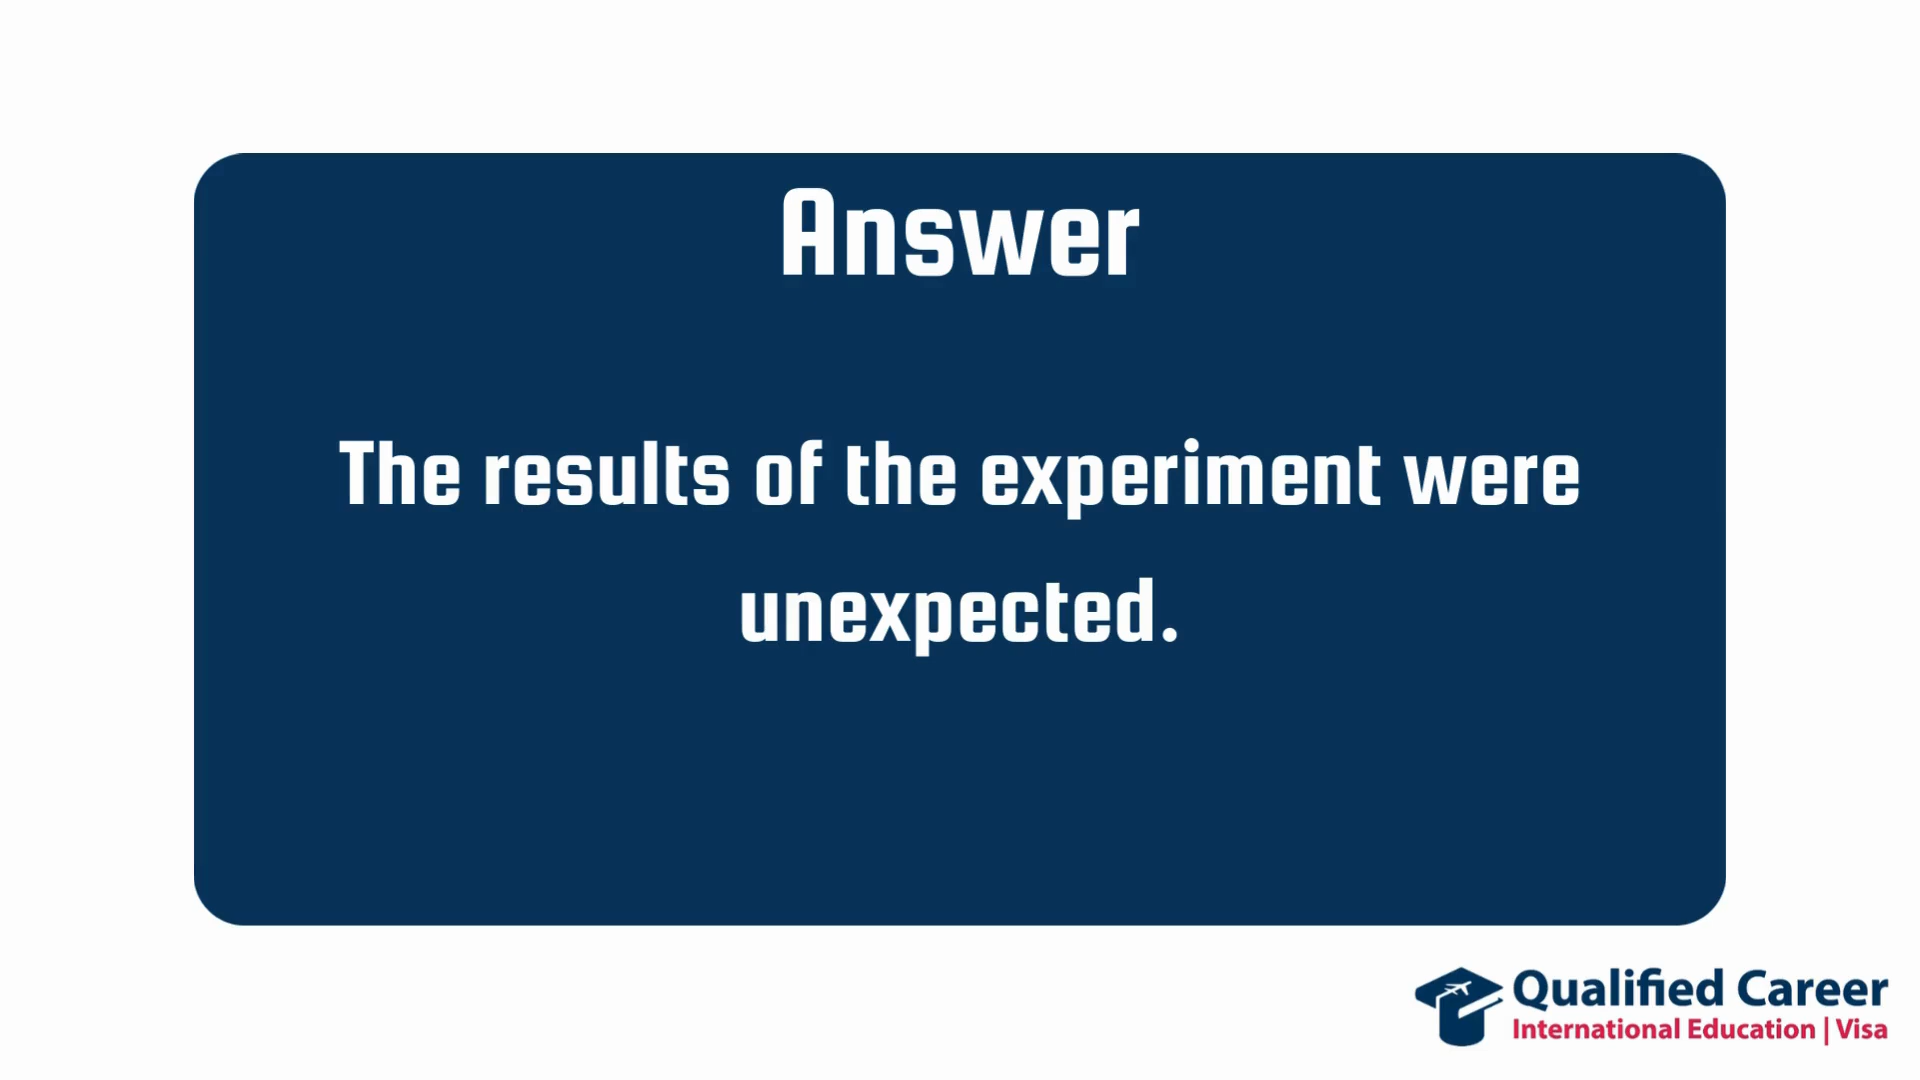 Answer
The results of the experiment were
unexpected.
Qualified Career
International Education | Visa